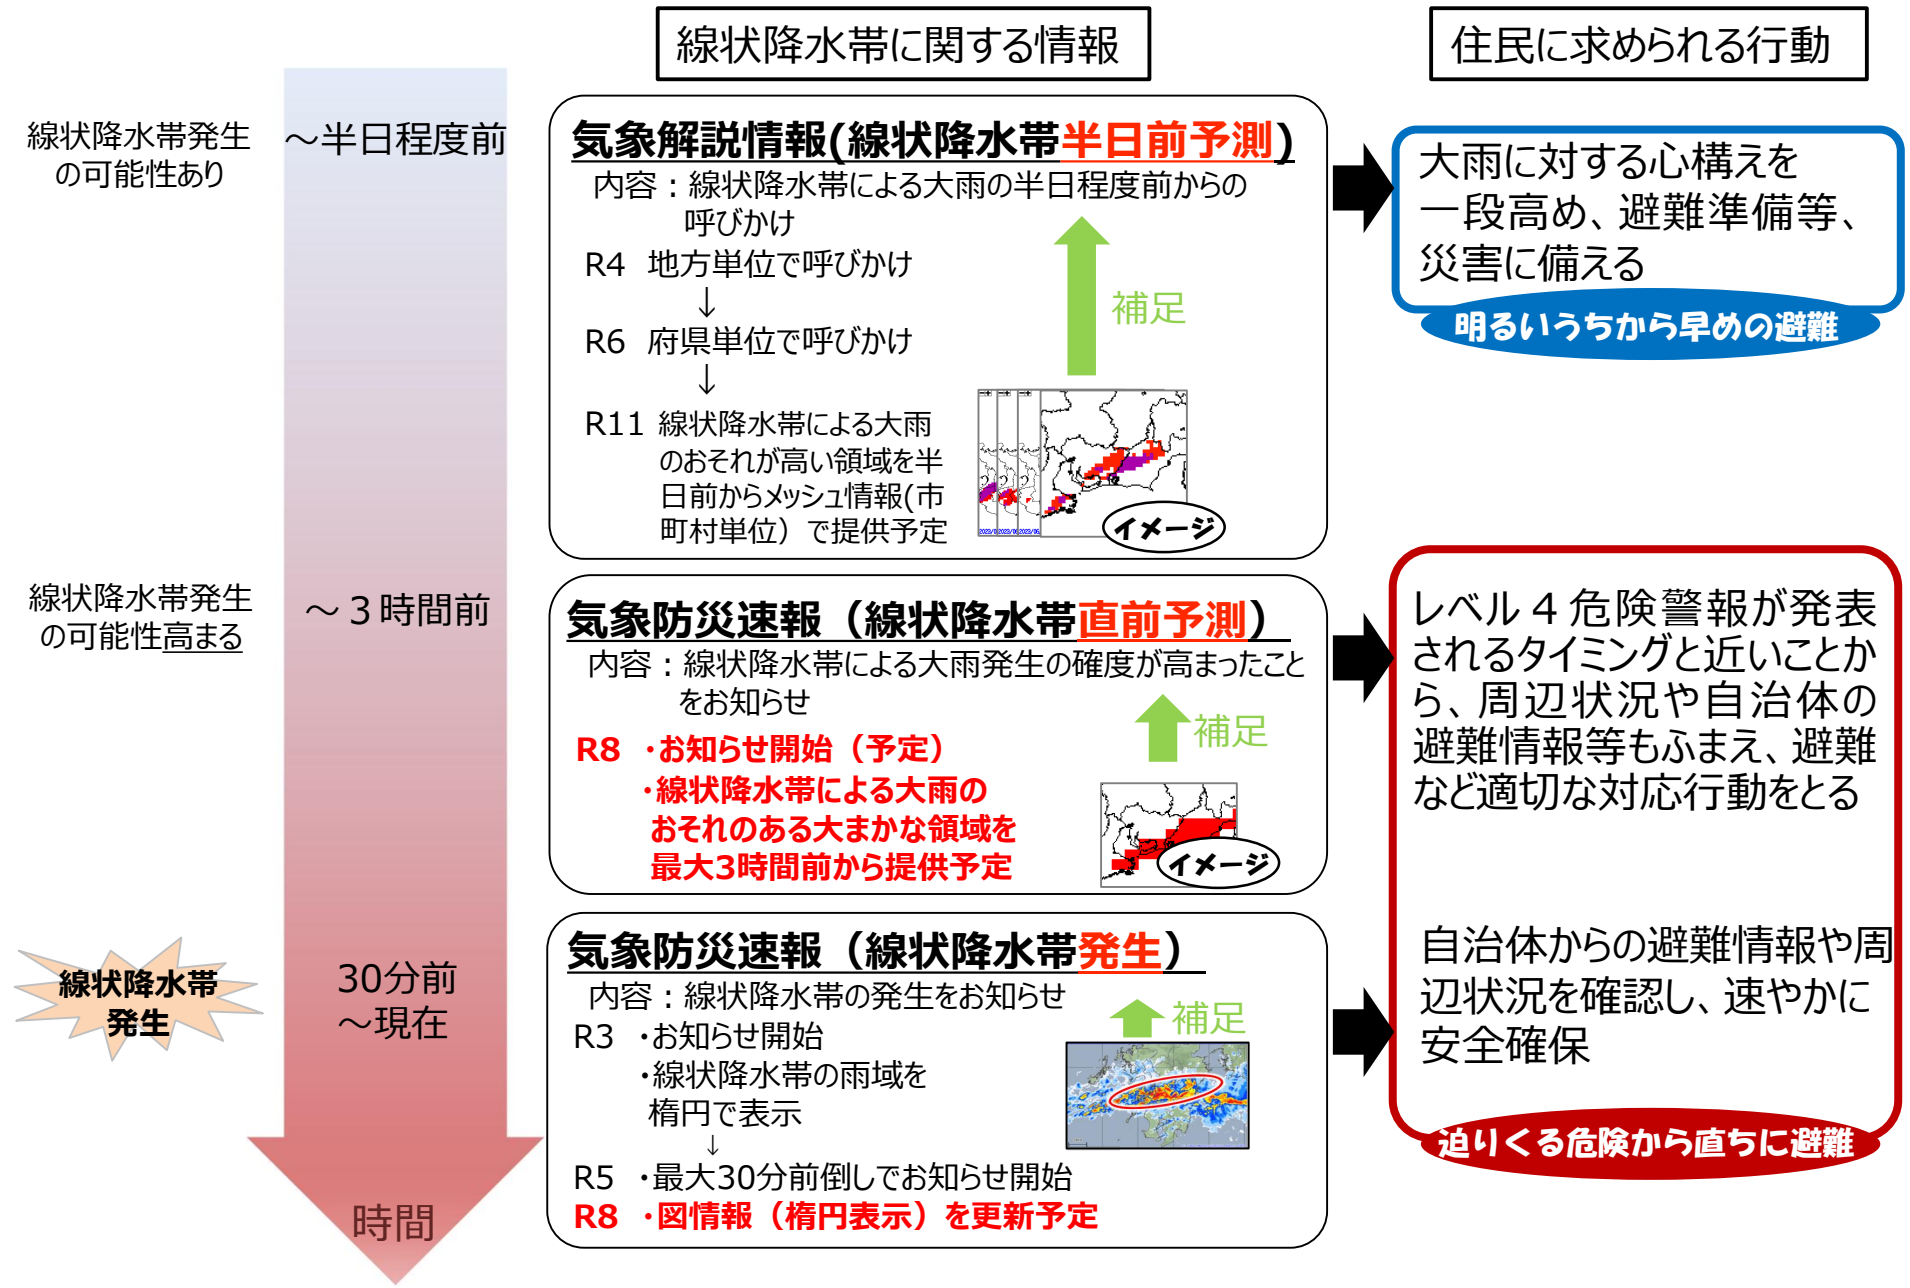 線状降水帯に関する情報
住民に求められる行動
線状降水帯発生
の可能性あり
～半日程度前
気象解説情報(線状降水帯半日前予測)
内容：線状降水帯による大雨の半日程度前からの
呼びかけ
R4 地方単位で呼びかけ
↓
R6 府県単位で呼びかけ
↓
R11 線状降水帯による大雨
のおそれが高い領域を半
日前からメッシュ情報(市
町村単位）で提供予定
補足
イメージ
大雨に対する心構えを
一段高め、避難準備等、
災害に備える
明るいうちから早めの避難
線状降水帯発生
の可能性高まる
～３時間前
気象防災速報（線状降水帯直前予測）
内容：線状降水帯による大雨発生の確度が高まったこと
をお知らせ
R8 ・お知らせ開始（予定）
・線状降水帯による大雨の
おそれのある大まかな領域を
最大3時間前から提供予定
補足
イメージ
レベル４危険警報が発表
されるタイミングと近いことか
ら、周辺状況や自治体の
避難情報等もふまえ、避難
など適切な対応行動をとる
線状降水帯
発生
30分前
～現在
気象防災速報（線状降水帯発生）
内容：線状降水帯の発生をお知らせ
R3 ・お知らせ開始
・線状降水帯の雨域を
楕円で表示
↓
R5 ・最大30分前倒しでお知らせ開始
R8 ・図情報（楕円表示）を更新予定
補足
自治体からの避難情報や周
辺状況を確認し、速やかに
安全確保
迫りくる危険から直ちに避難
時間